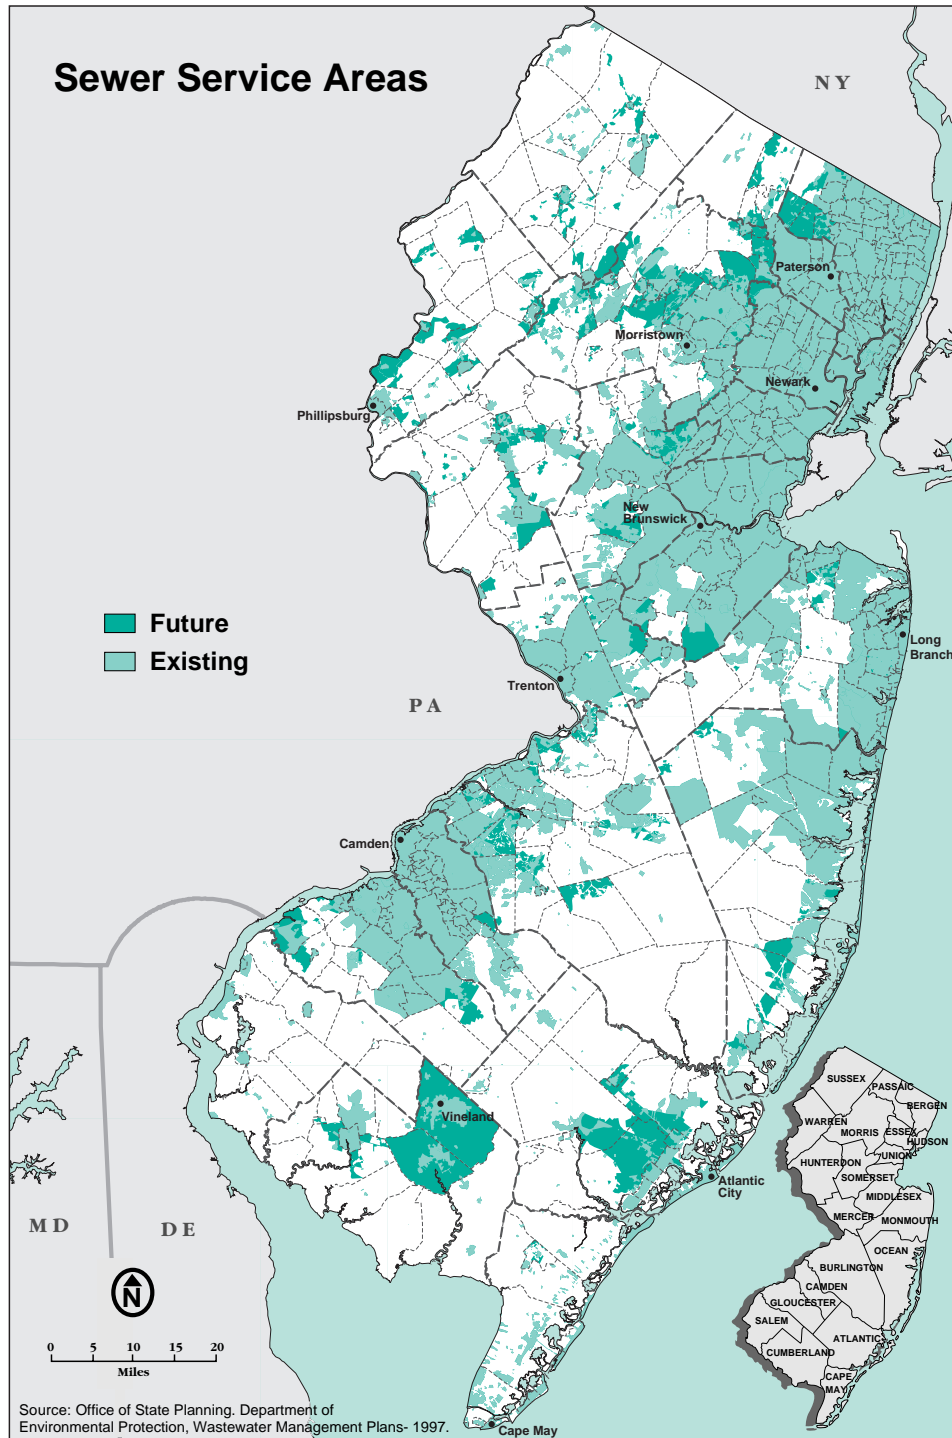 Sewer Service Areas
NY
Paterson
Morristown
Newark
Phillipsburg
New
Brunswick
Future
Existing
Long
Branch
Trenton
PA
Camden
Vineland
Atlantic
City
MD
DE
N
0 5 10 15 20
Miles
Source: Office of State Planning. Department of
Environmental Protection, Wastewater Management Plans- 1997.
Cape May
SUSSEX
PASSAIC
BERGEN
WARREN
MORRIS
ESSEX
HUDSON
UNION
HUNTERDON
SOMERSET
MIDDLESEX
MERCER
MONMOUTH
OCEAN
BURLINGTON
CAMDEN
GLOUCESTER
SALEM
ATLANTIC
CUMBERLAND
CAPE
MAY